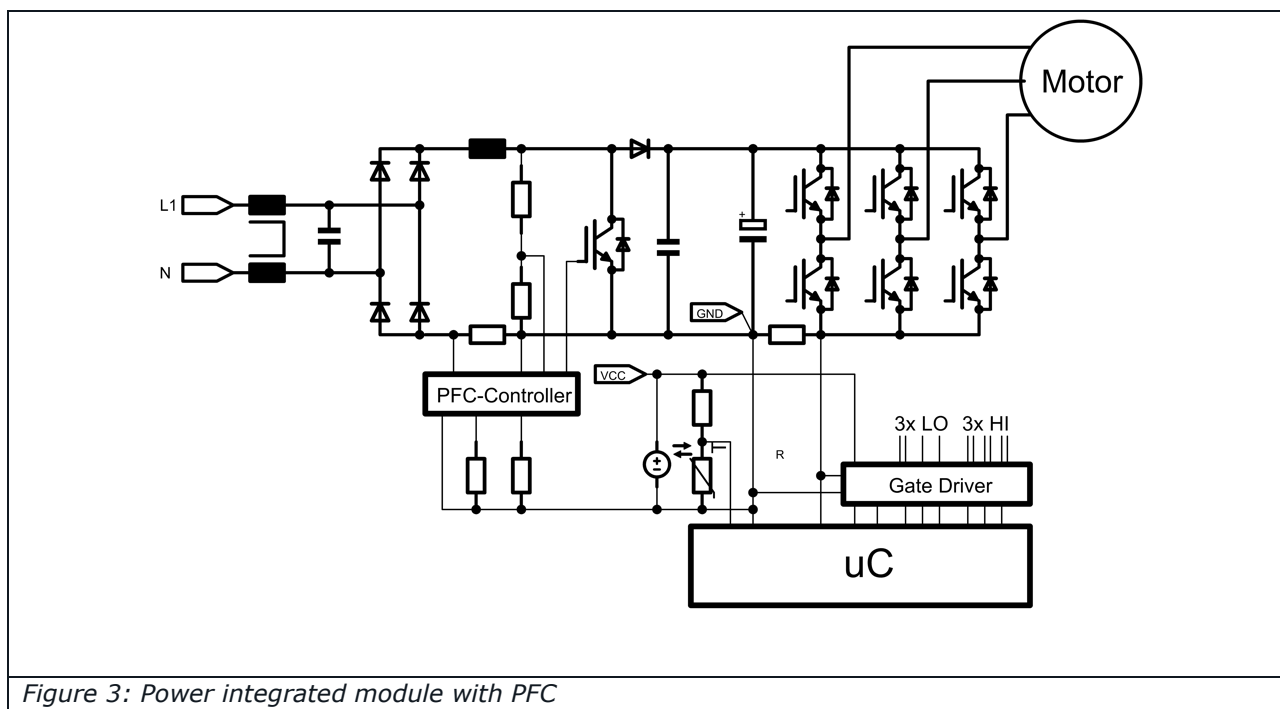 Motor
L1
N
+
GND
VCC
PFC-Controller
3x LO 3x HI
R
Gate Driver
uC
Figure 3: Power integrated module with PFC